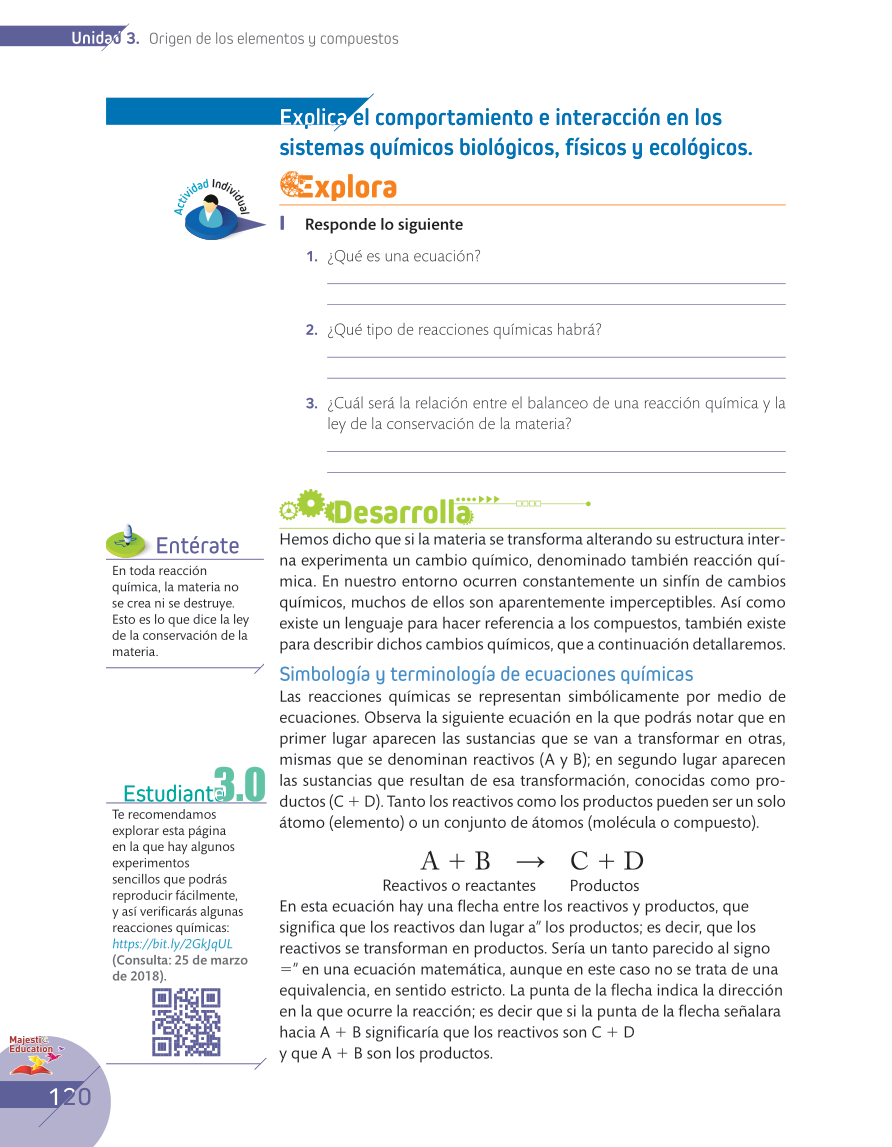 Unidad 3. Origen de los elementos y compuestos
Explica el comportamiento e interacción en los
sistemas químicos biológicos, físicos y ecológicos.
Explora
Actividad Individual
I Responde lo siguiente
1. ¿Qué es una ecuación?
2. ¿Qué tipo de reacciones químicas habrá?
3. ¿Cuál será la relación entre el balanceo de una reacción química y la
ley de la conservación de la materia?
Desarrolla
Hemos dicho que si la materia se transforma alterando su estructura inter-
na experimenta un cambio químico, denominado también reacción quí-
mica. En nuestro entorno ocurren constantemente un sinfín de cambios
químicos, muchos de ellos son aparentemente imperceptibles. Así como
existe un lenguaje para hacer referencia a los compuestos, también existe
para describir dichos cambios químicos, que a continuación detallaremos.
Entérate
En toda reacción
química, la materia no
se crea ni se destruye.
Esto es lo que dice la ley
de la conservación de la
materia.
Simbología y terminología de ecuaciones químicas
Las reacciones químicas se representan simbólicamente por medio de
ecuaciones. Observa la siguiente ecuación en la que podrás notar que en
primer lugar aparecen las sustancias que se van a transformar en otras,
mismas que se denominan reactivos (A y B); en segundo lugar aparecen
las sustancias que resultan de esa transformación, conocidas como pro-
ductos (C + D). Tanto los reactivos como los productos pueden ser un solo
átomo (elemento) o un conjunto de átomos (molécula o compuesto).
Estudiante 3.0
Te recomendamos
explorar esta página
en la que hay algunos
experimentos
sencillos que podrás
reproducir fácilmente,
y así verificarás algunas
reacciones químicas:
https://bit.ly/2GkJqUL
(Consulta: 25 de marzo
de 2018).
A + B → C + D
Reactivos o reactantes Productos
En esta ecuación hay una flecha entre los reactivos y productos, que
significa que los reactivos dan lugar a” los productos; es decir, que los
reactivos se transforman en productos. Sería un tanto parecido al signo
=” en una ecuación matemática, aunque en este caso no se trata de una
equivalencia, en sentido estricto. La punta de la flecha indica la dirección
en la que ocurre la reacción; es decir que si la punta de la flecha señalara
hacia A + B significaría que los reactivos son C + D
y que A + B son los productos.
Majestic
Education
120